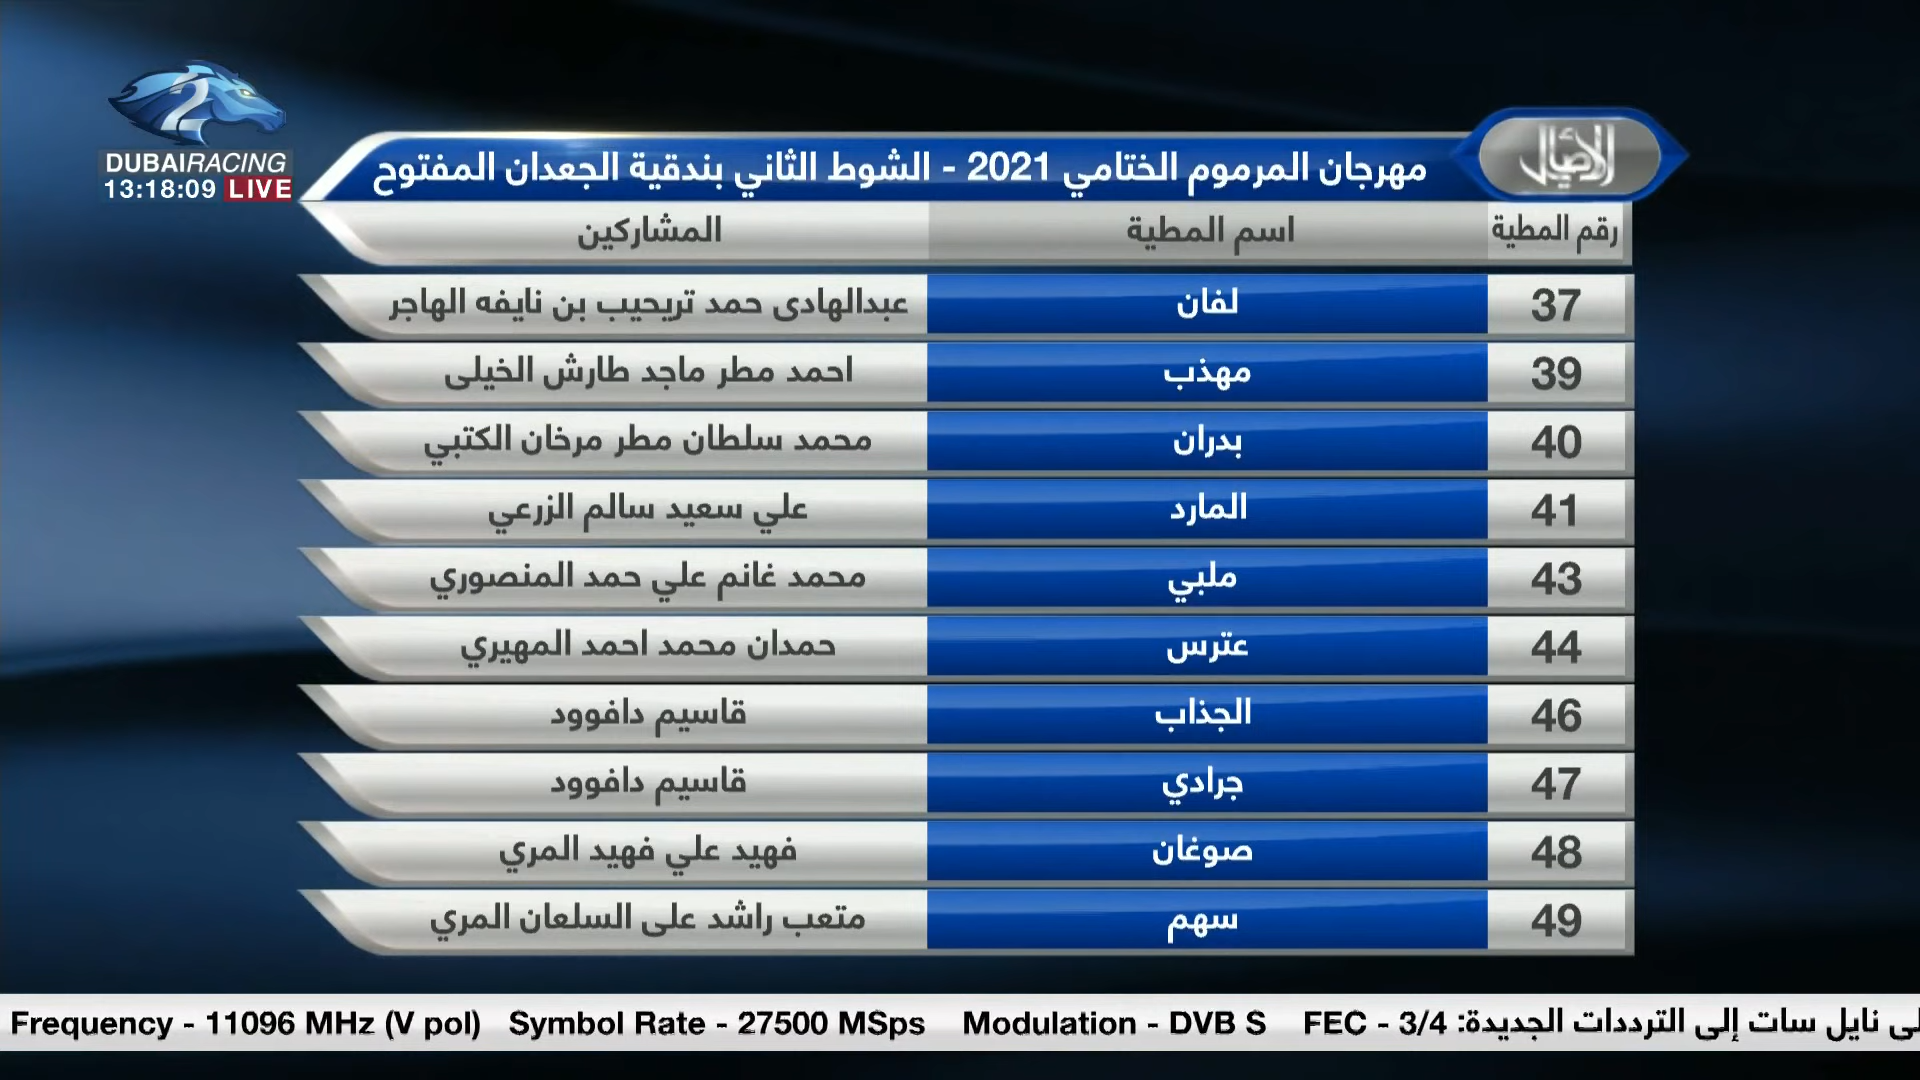 DUBAI RACING
13:18:09 LIVE
مهرجان المرموم الختامي 2021 - الشوط الثاني بندقية الجعدان المفتوح
رقم المطية اسم المطية المشاركين
37 لفان عبدالهادى حمد تريحيب بن نايفه الهاجر
39 مهذب احمد مطر ماجد طارش الخيلى
40 بدران محمد سلطان مطر مرخان الكتبي
41 المارد علي سعيد سالم الزرعي
43 ملبي محمد غانم علي حمد المنصوري
44 عترس حمدان محمد احمد المهيري
46 الجذاب قاسيم دافوود
47 جرادي قاسيم دافوود
48 صوغان فهيد علي فهيد المري
49 سهم متعب راشد على السلعان المري
Frequency - 11096 MHz (V pol) Symbol Rate - 27500 MSps Modulation - DVB S FEC - 3/4 نايل سات إلى الترددات الجديدة: